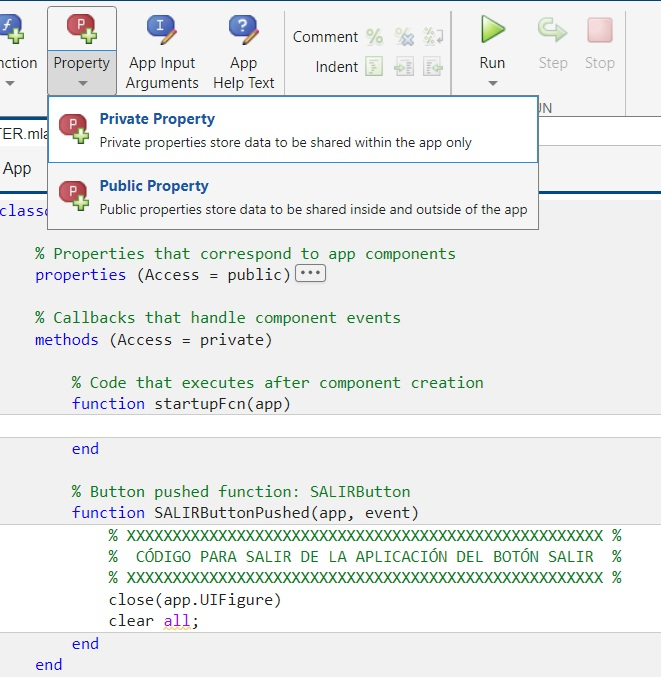 nction
Property
App Input
Arguments
App
Help Text
Comment
Indent
Run
Step
Stop
UN
TER.mla
App
Private Property
Private properties store data to be shared within the app only
Public Property
Public properties store data to be shared inside and outside of the app
classd
% Properties that correspond to app components
properties (Access = public) ...
% Callbacks that handle component events
methods (Access = private)
% Code that executes after component creation
function startupFcn(app)
end
% Button pushed function: SALIRButton
function SALIRButtonPushed(app, event)
% XXXXXXXXXXXXXXXXXXXXXXXXXXXXXXXXXXXXXXXXXXXXXXXXXXXX %
% CÓDIGO PARA SALIR DE LA APLICACIÓN DEL BOTÓN SALIR %
% XXXXXXXXXXXXXXXXXXXXXXXXXXXXXXXXXXXXXXXXXXXXXXXXXXXX %
close(app.UIFigure)
clear all;
end
end